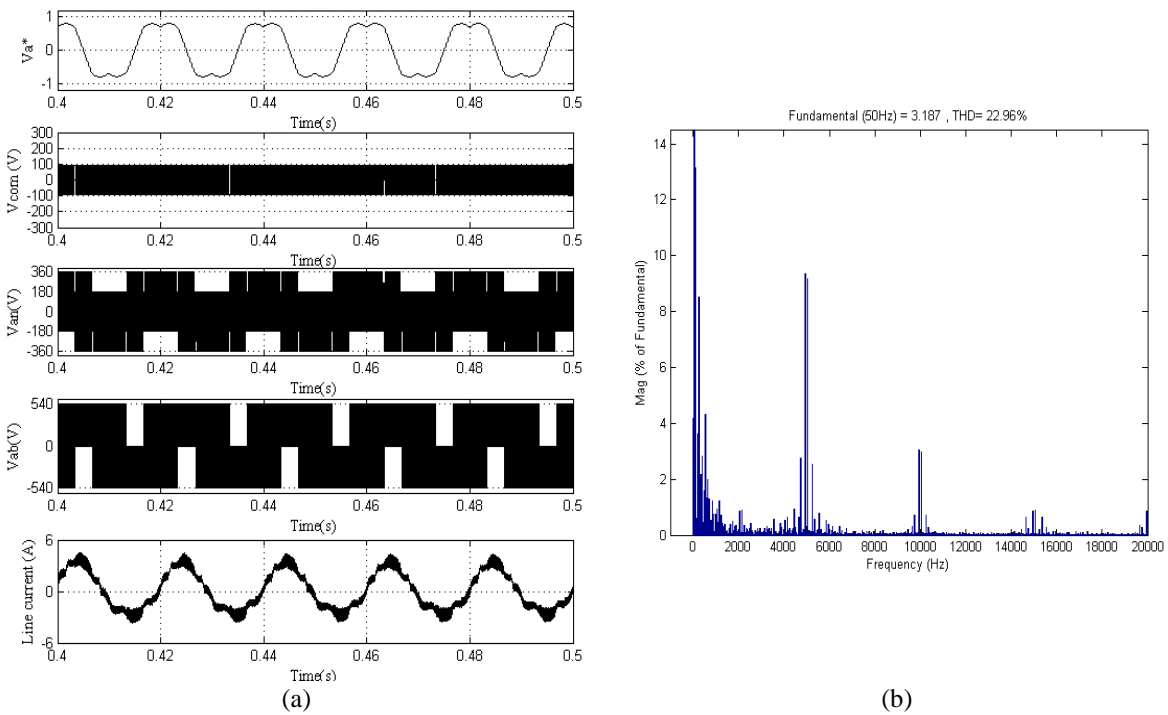 Va*
1
0
-1
0.4 0.42 0.44 0.46 0.48 0.5
Time(s)
Vcom (V)
300
200
100
0
-100
-200
-300
0.4 0.42 0.44 0.46 0.48 0.5
Time(s)
Van(V)
360
180
0
-180
-360
0.4 0.42 0.44 0.46 0.48 0.5
Time(s)
Vab(V)
540
0
-540
0.4 0.42 0.44 0.46 0.48 0.5
Time(s)
Line current (A)
6
0
-6
0.4 0.42 0.44 0.46 0.48 0.5
Time(s)
(a)
Fundamental (50Hz) = 3.187 , THD= 22.96%
Mag (% of Fundamental)
14
12
10
8
6
4
2
0
0 2000 4000 6000 8000 10000 12000 14000 16000 18000 20000
Frequency (Hz)
(b)